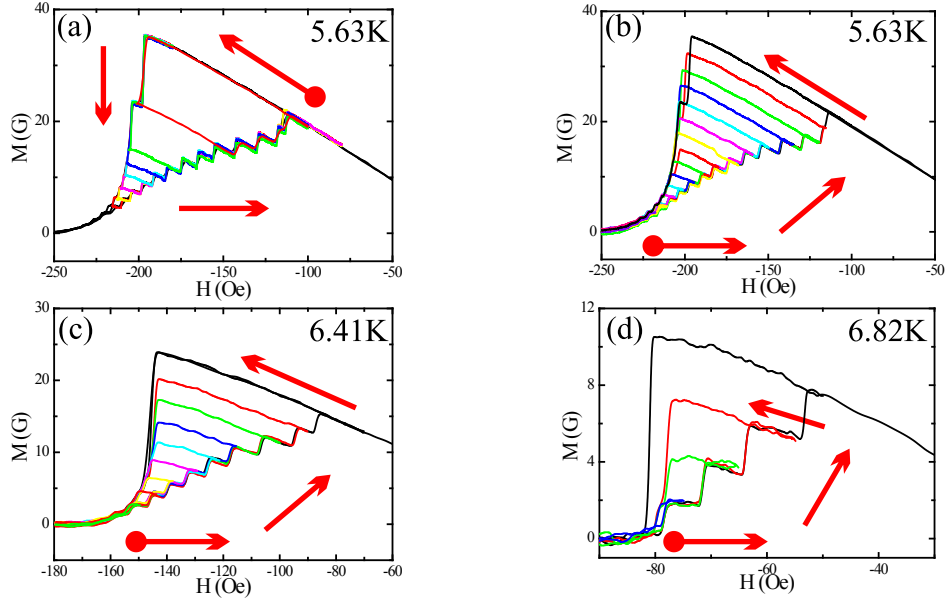 (a) 5.63K
40
20
0
M (G)
-250 -200 -150 -100 -50
H (Oe)
(b) 5.63K
40
20
0
M (G)
-250 -200 -150 -100 -50
H (Oe)
(c) 6.41K
30
20
10
0
M (G)
-180 -160 -140 -120 -100 -80 -60
H (Oe)
(d) 6.82K
12
8
4
0
M (G)
-80 -60 -40
H (Oe)